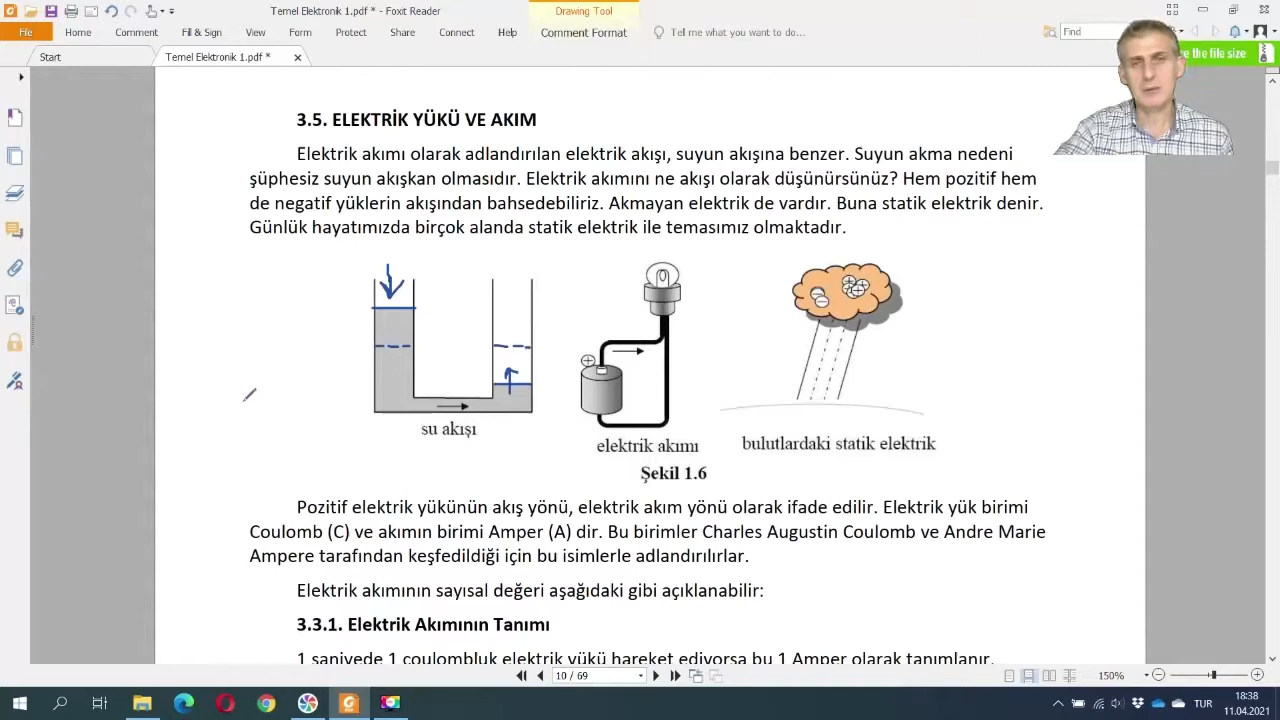 Temel Elektronik 1.pdf * - Foxit Reader
Drawing Tool
File
Home
Comment
Fill & Sign
View
Form
Protect
Share
Connect
Help
Comment Format
Tell me what you want to do...
Find
Start
Temel Elektronik 1.pdf *
e the file size
3.5. ELEKTRİK YÜKÜ VE AKIM
Elektrik akımı olarak adlandırılan elektrik akışı, suyun akışına benzer. Suyun akma nedeni
şüphesiz suyun akışkan olmasıdır. Elektrik akımını ne akışı olarak düşünürsünüz? Hem pozitif hem
de negatif yüklerin akışından bahsedebiliriz. Akmayan elektrik de vardır. Buna statik elektrik denir.
Günlük hayatımızda birçok alanda statik elektrik ile temasımız olmaktadır.
su akışı
elektrik akımı
bulutlardaki statik elektrik
Şekil 1.6
Pozitif elektrik yükünün akış yönü, elektrik akım yönü olarak ifade edilir. Elektrik yük birimi
Coulomb (C) ve akımın birimi Amper (A) dir. Bu birimler Charles Augustin Coulomb ve Andre Marie
Ampere tarafından keşfedildiği için bu isimlerle adlandırılırlar.
Elektrik akımının sayısal değeri aşağıdaki gibi açıklanabilir:
3.3.1. Elektrik Akımının Tanımı
1 saniyede 1 coulombluk elektrik yükü hareket ediyorsa bu 1 Amper olarak tanımlanır.
10 / 69
150%
TUR
18:38
11.04.2021